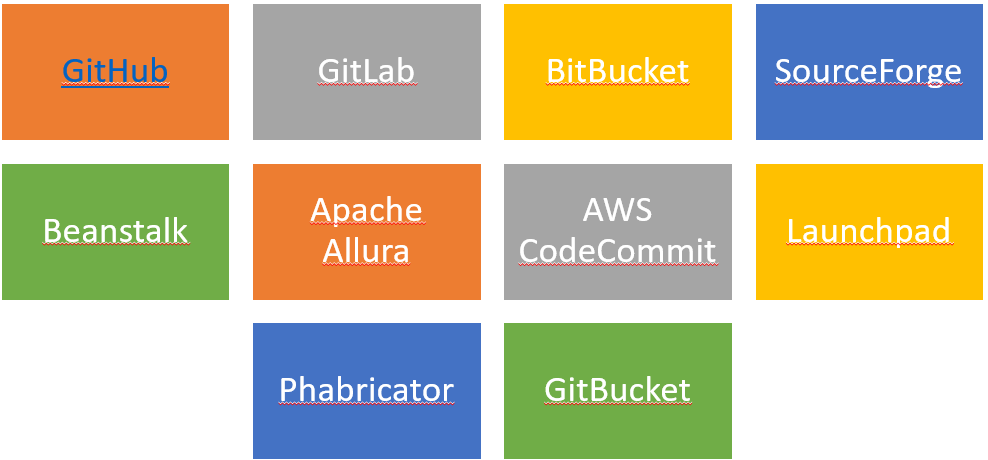 GitHub
GitLab
BitBucket
SourceForge
Beanstalk
Apache
Allura
AWS
CodeCommit
Launchpad
Phabricator
GitBucket